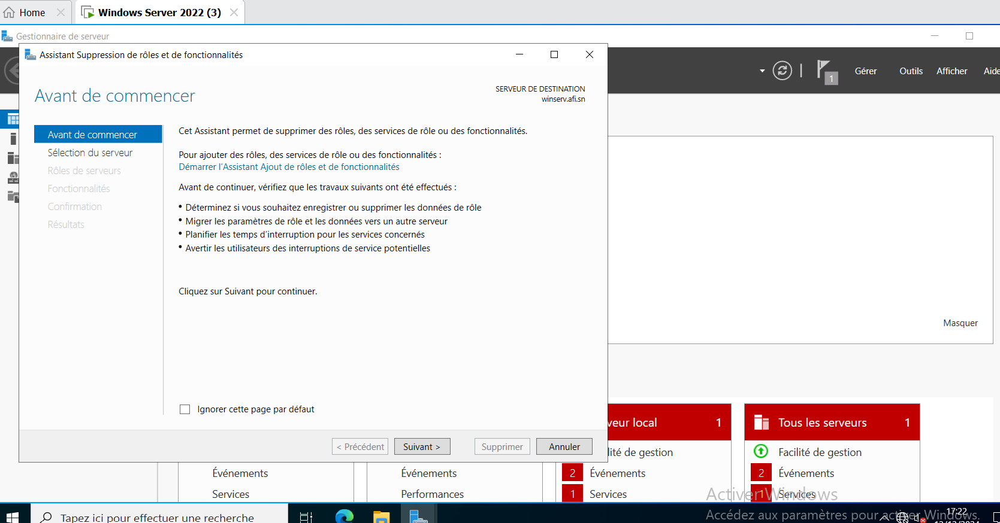 Home
Windows Server 2022 (3)
Gestionnaire de serveur
Assistant Suppression de rôles et de fonctionnalités
1
Gérer
Outils
Afficher
Aide
Avant de commencer
SERVEUR DE DESTINATION
winserv.afi.sn
Avant de commencer
Sélection du serveur
Rôles de serveurs
Fonctionnalités
Confirmation
Résultats
Cet Assistant permet de supprimer des rôles, des services de rôle ou des fonctionnalités.
Pour ajouter des rôles, des services de rôle ou des fonctionnalités :
Démarrer l'Assistant Ajout de rôles et de fonctionnalités
Avant de continuer, vérifiez que les travaux suivants ont été effectués :
• Déterminez si vous souhaitez enregistrer ou supprimer les données de rôle
• Migrer les paramètres de rôle et les données vers un autre serveur
• Planifier les temps d'interruption pour les services concernés
• Avertir les utilisateurs des interruptions de service potentielles
Cliquez sur Suivant pour continuer.
Ignorer cette page par défaut
< Précédent
Suivant >
Supprimer
Annuler
Masquer
veur local 1
Tous les serveurs 1
lité de gestion
Facilité de gestion
Événements
Événements
2 Événements
2 Événements
Services
Performances
1 Services
1 Services
Activer Windows
Accédez aux paramètres pour activer Windows.
Tapez ici pour effectuer une recherche
17:22